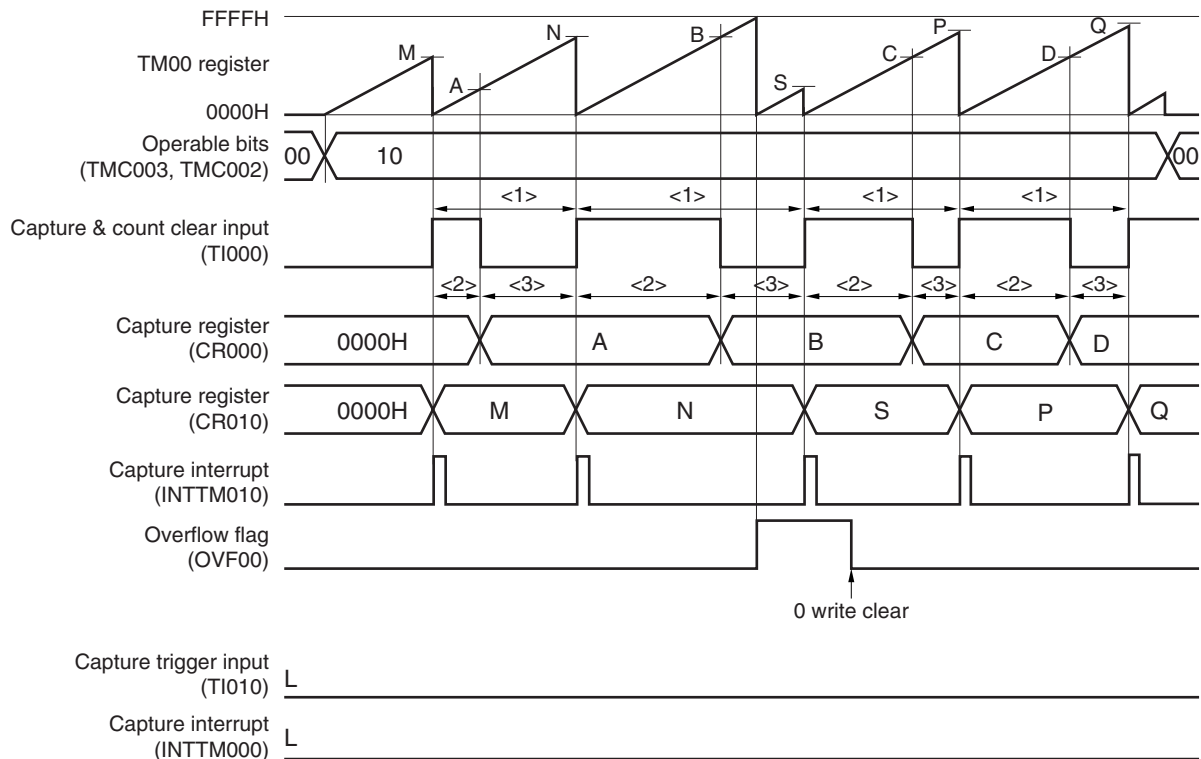 FFFFH
TM00 register
0000H
M
A
N
B
S
C
P
D
Q
Operable bits
(TMC003, TMC002)
00
10
00
<1>
<1>
<1>
<1>
Capture & count clear input
(TI000)
<2>
<3>
<2>
<3>
<2>
<3>
<2>
<3>
Capture register
(CR000)
0000H
A
B
C
D
Capture register
(CR010)
0000H
M
N
S
P
Q
Capture interrupt
(INTTM010)
Overflow flag
(OVF00)
0 write clear
Capture trigger input
(TI010)
L
Capture interrupt
(INTTM000)
L